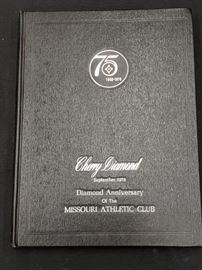 75
1903-1978
Cherry Diamond
September 1978
Diamond Anniversary
Of The
MISSOURI ATHLETIC CLUB